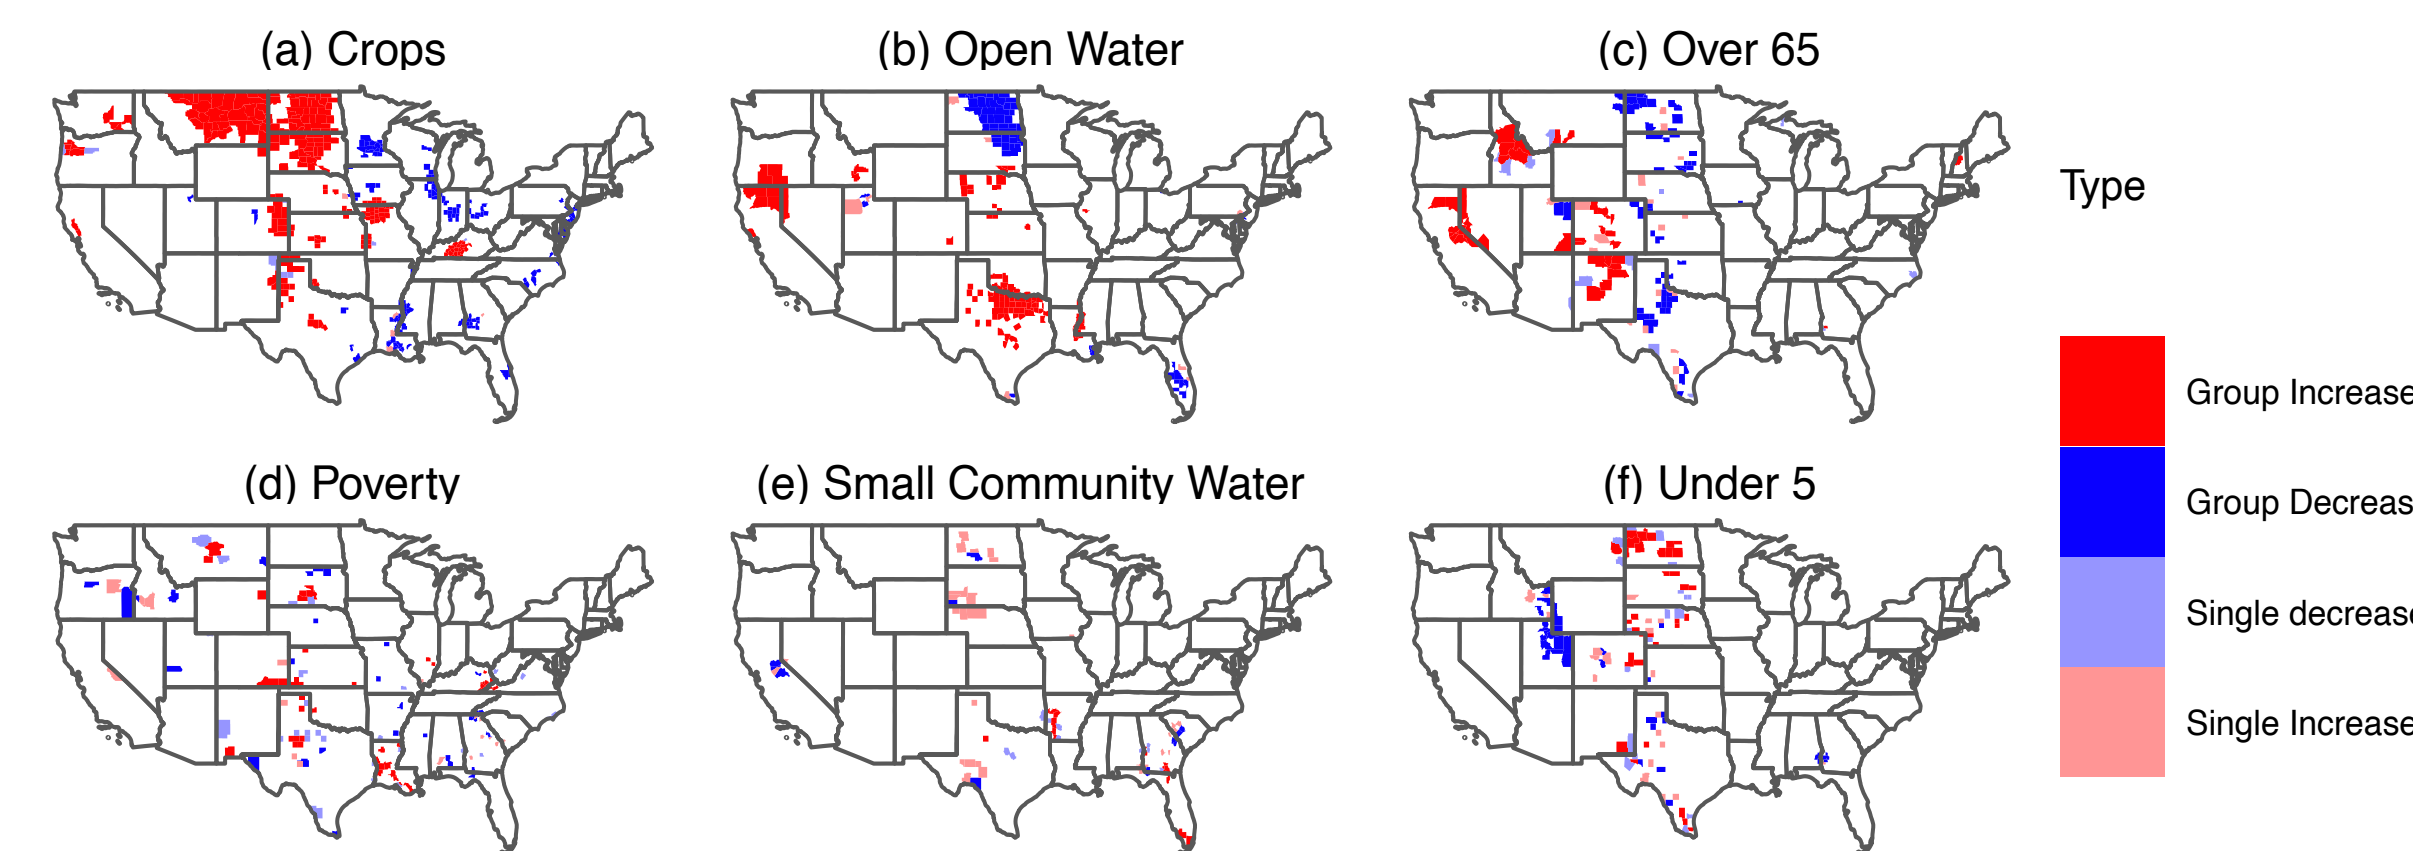 (a) Crops
(b) Open Water
(c) Over 65
Type
Group Increase
Group Decreas
Single decrease
Single Increase
(d) Poverty
(e) Small Community Water
(f) Under 5